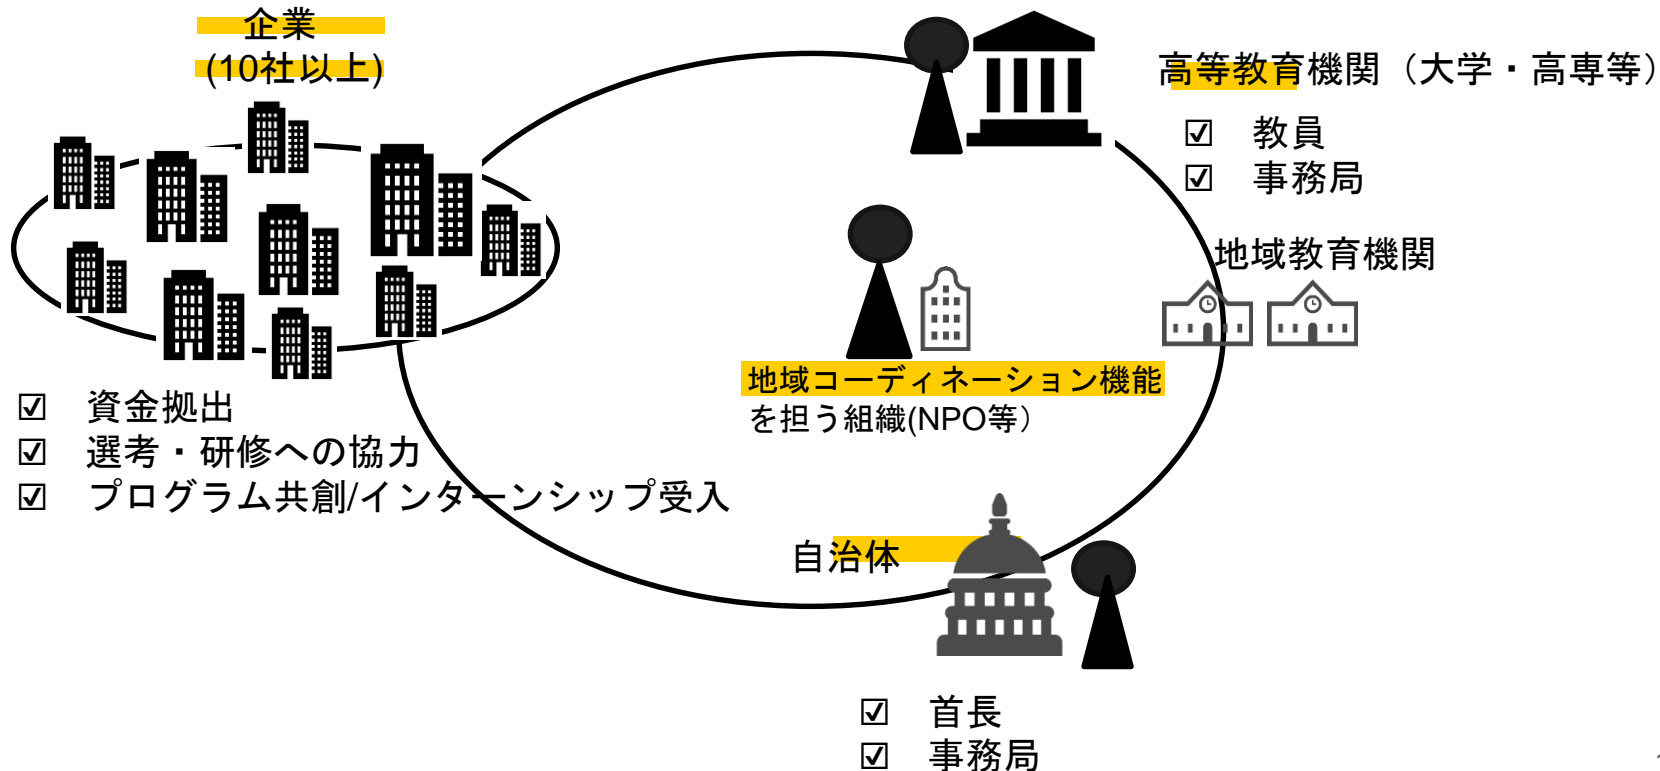 企業
(10社以上)
☑ 資金拠出
☑ 選考・研修への協力
☑ プログラム共創/インターンシップ受入
高等教育機関（大学・高専等）
☑ 教員
☑ 事務局
地域教育機関
地域コーディネーション機能
を担う組織(NPO等）
自治体
☑ 首長
☑ 事務局